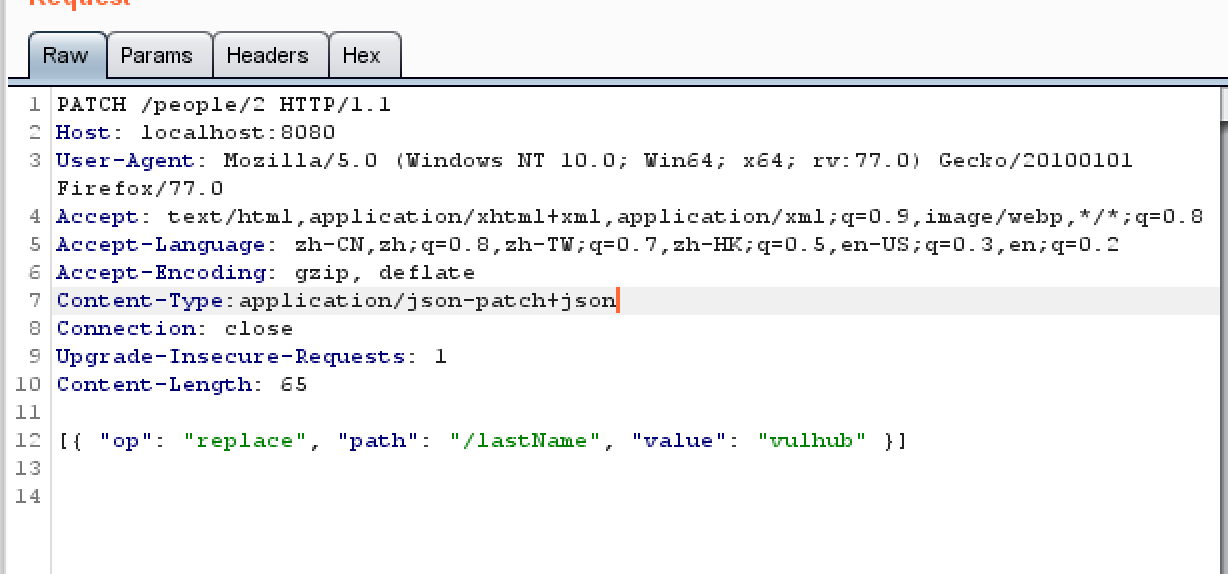 Request
Raw Params Headers Hex
1 PATCH /people/2 HTTP/1.1
2 Host: localhost:8080
3 User-Agent: Mozilla/5.0 (Windows NT 10.0; Win64; x64; rv:77.0) Gecko/20100101
Firefox/77.0
4 Accept: text/html,application/xhtml+xml,application/xml;q=0.9,image/webp,*/*;q=0.8
5 Accept-Language: zh-CN,zh;q=0.8,zh-TW;q=0.7,zh-HK;q=0.5,en-US;q=0.3,en;q=0.2
6 Accept-Encoding: gzip, deflate
7 Content-Type:application/json-patch+json
8 Connection: close
9 Upgrade-Insecure-Requests: 1
10 Content-Length: 65
11
12 [{ "op": "replace", "path": "/lastName", "value": "vulhub" }]
13
14